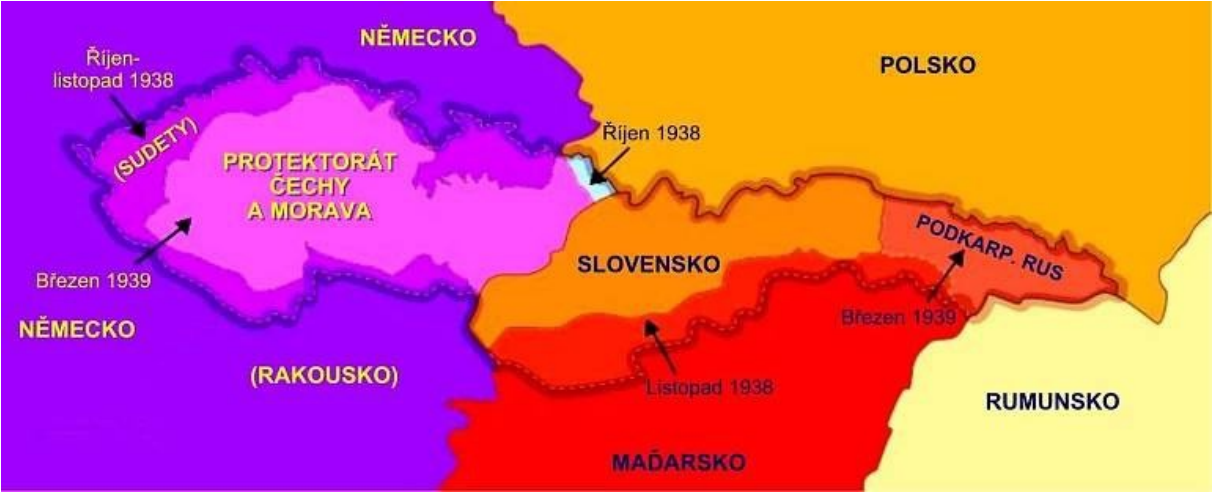 NĚMECKO
Říjen-
listopad 1938
POLSKO
(SUDETY)
Říjen 1938
PROTEKTORÁT
ČECHY
A MORAVA
PODKARP. RUS
SLOVENSKO
Březen 1939
Březen 1939
NĚMECKO
(RAKOUSKO)
Listopad 1938
RUMUNSKO
MAĎARSKO